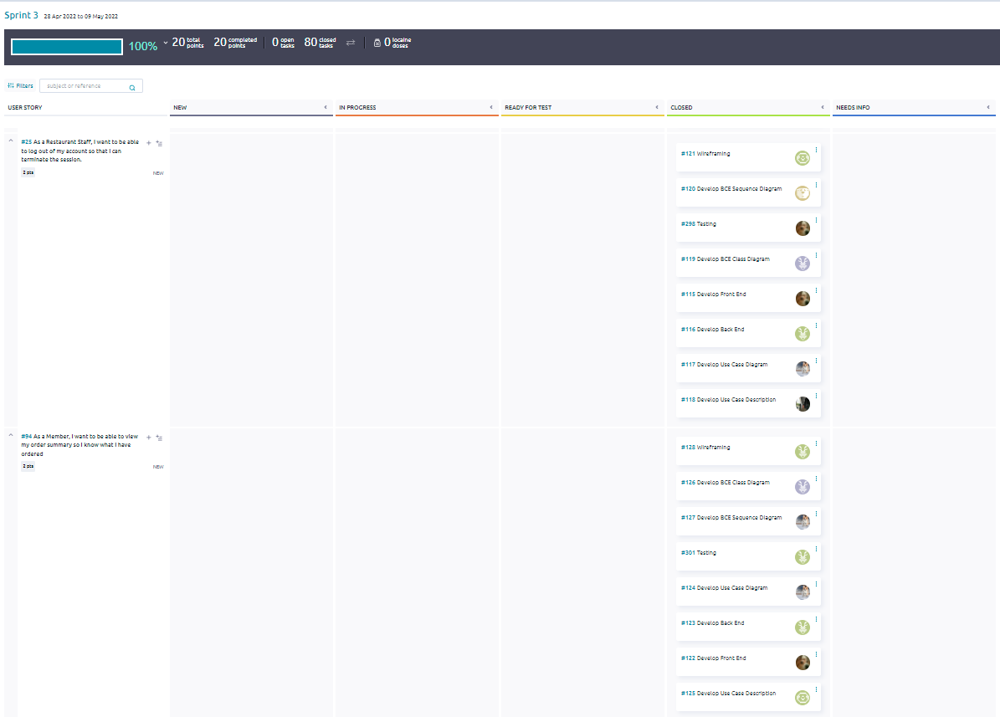 Sprint 3 28 Apr 2022 to 09 May 2022
100% 20 total points 20 completed points 0 open tasks 80 closed tasks 0 Iocaine doses
Filters subject or reference
USER STORY NEW IN PROGRESS READY FOR TEST CLOSED NEEDS INFO
#25 As a Restaurant Staff, I want to be able
to log out of my account so that I can
terminate the session.
2 pts NEW
#121 Wireframing
#120 Develop BCE Sequence Diagram
#298 Testing
#119 Develop BCE Class Diagram
#115 Develop Front End
#116 Develop Back End
#117 Develop Use Case Diagram
#118 Develop Use Case Description
#94 As a Member, I want to be able to view
my order summary so I know what I have
ordered
2 pts NEW
#128 Wireframing
#126 Develop BCE Class Diagram
#127 Develop BCE Sequence Diagram
#301 Testing
#124 Develop Use Case Diagram
#123 Develop Back End
#122 Develop Front End
#125 Develop Use Case Description